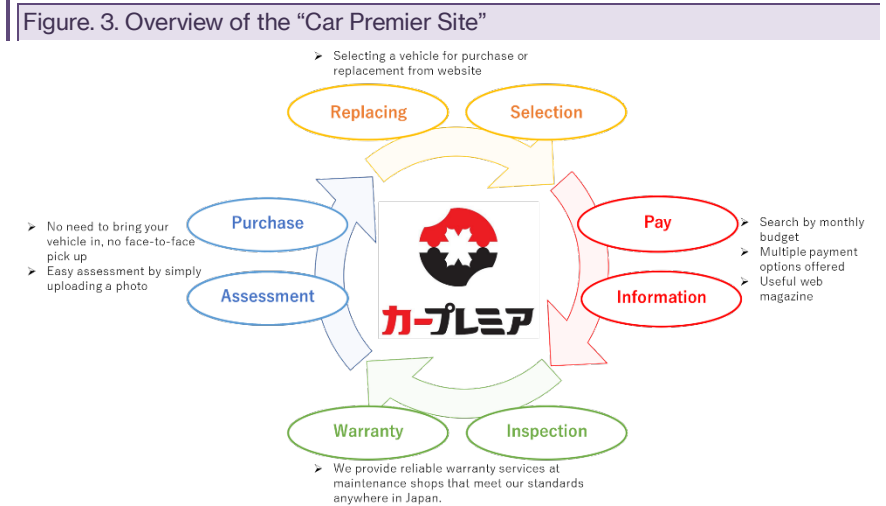 Figure. 3. Overview of the “Car Premier Site”
➢ Selecting a vehicle for purchase or
replacement from website
Replacing
Selection
Purchase
Pay
➢ No need to bring your
vehicle in, no face-to-face
pick up
➢ Easy assessment by simply
uploading a photo
➢ Search by monthly
budget
➢ Multiple payment
options offered
➢ Useful web
magazine
Assessment
Information
カープレミア
Warranty
Inspection
➢ We provide reliable warranty services at
maintenance shops that meet our standards
anywhere in Japan.